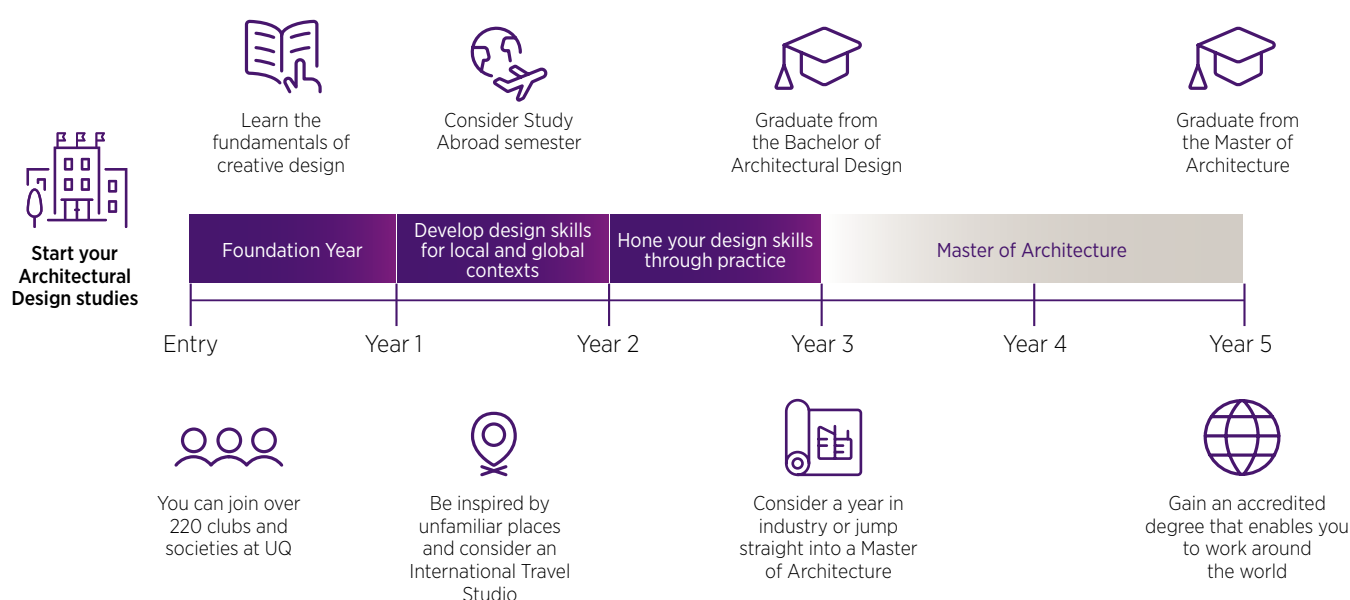 Learn the
fundamentals of
creative design
Consider Study
Abroad semester
Graduate from
the Bachelor of
Architectural Design
Graduate from
the Master of
Architecture
Start your
Architectural
Design studies
Foundation Year
Develop design skills
for local and global
contexts
Hone your design skills
through practice
Master of Architecture
Entry
Year 1
Year 2
Year 3
Year 4
Year 5
You can join over
220 clubs and
societies at UQ
Be inspired by
unfamiliar places
and consider an
International Travel
Studio
Consider a year in
industry or jump
straight into a Master
of Architecture
Gain an accredited
degree that enables you
to work around
the world